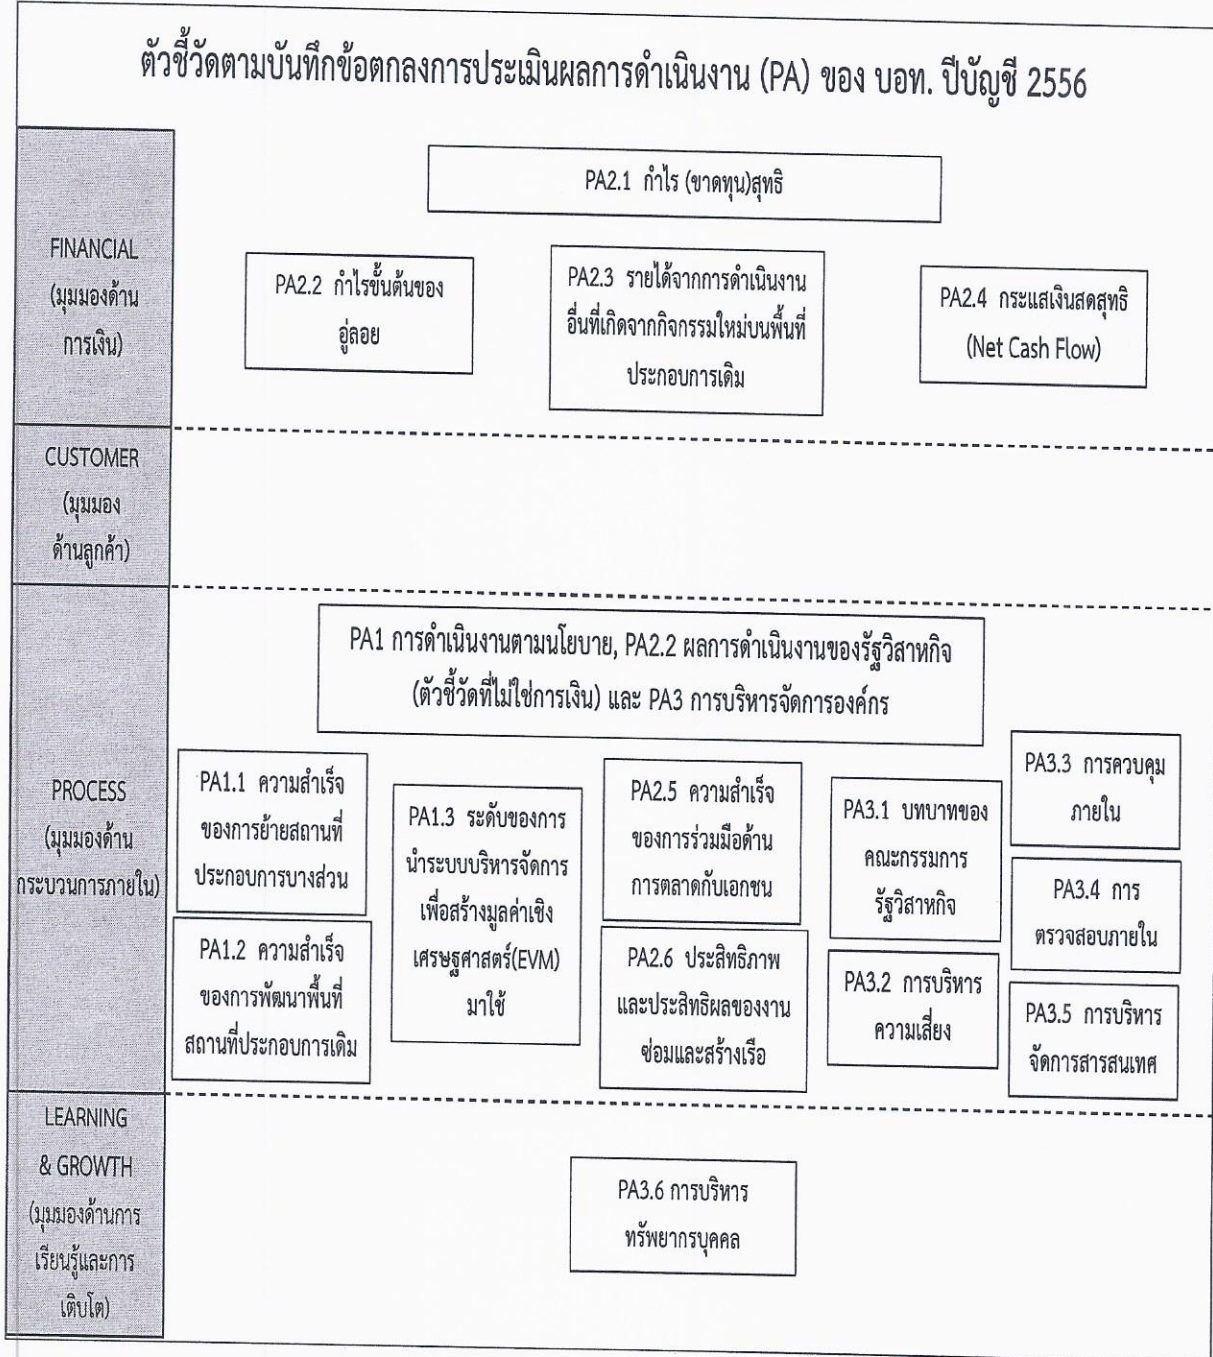 ตัวชี้วัดตามบันทึกข้อตกลงการประเมินผลการดำเนินงาน (PA) ของ บอท. ปีบัญชี 2556
FINANCIAL
(มุมมองด้าน
การเงิน)
PA2.1 กำไร (ขาดทุน)สุทธิ
PA2.2 กำไรขั้นต้นของ
อู่ลอย
PA2.3 รายได้จากการดำเนินงาน
อื่นที่เกิดจากกิจกรรมใหม่บนพื้นที่
ประกอบการเดิม
PA2.4 กระแสเงินสดสุทธิ
(Net Cash Flow)
CUSTOMER
(มุมมอง
ด้านลูกค้า)
PROCESS
(มุมมองด้าน
กระบวนการภายใน)
PA1 การดำเนินงานตามนโยบาย, PA2.2 ผลการดำเนินงานของรัฐวิสาหกิจ
(ตัวชี้วัดที่ไม่ใช่การเงิน) และ PA3 การบริหารจัดการองค์กร
PA1.1 ความสำเร็จ
ของการย้ายสถานที่
ประกอบการบางส่วน
PA1.2 ความสำเร็จ
ของการพัฒนาพื้นที่
สถานที่ประกอบการเดิม
PA1.3 ระดับของการ
นำระบบบริหารจัดการ
เพื่อสร้างมูลค่าเชิง
เศรษฐศาสตร์(EVM)
มาใช้
PA2.5 ความสำเร็จ
ของการร่วมมือด้าน
การตลาดกับเอกชน
PA2.6 ประสิทธิภาพ
และประสิทธิผลของงาน
ซ่อมและสร้างเรือ
PA3.1 บทบาทของ
คณะกรรมการ
รัฐวิสาหกิจ
PA3.2 การบริหาร
ความเสี่ยง
PA3.3 การควบคุม
ภายใน
PA3.4 การ
ตรวจสอบภายใน
PA3.5 การบริหาร
จัดการสารสนเทศ
LEARNING
& GROWTH
(มุมมองด้านการ
เรียนรู้และการ
เติบโต)
PA3.6 การบริหาร
ทรัพยากรบุคคล